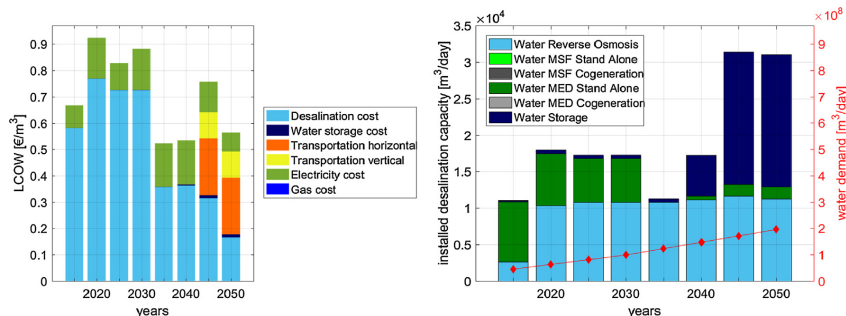 LCOW [€/m³]
0.9
0.8
0.7
0.6
0.5
0.4
0.3
0.2
0.1
0
2020
2030
2040
2050
years
Desalination cost
Water storage cost
Transportation horizontal
Transportation vertical
Electricity cost
Gas cost
installed desalination capacity [m³/day]
×10⁴
3.5
3
2.5
2
1.5
1
0.5
0
Water Reverse Osmosis
Water MSF Stand Alone
Water MSF Cogeneration
Water MED Stand Alone
Water MED Cogeneration
Water Storage
2020
2030
2040
2050
years
×10⁸
9
8
7
6
5
4
3
2
1
0
water demand [m³/day]